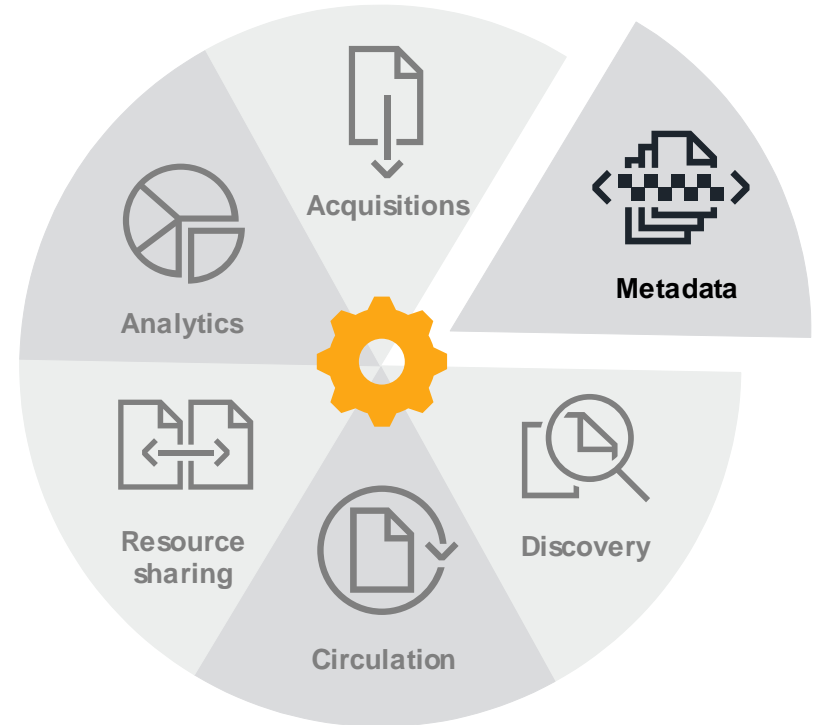 Acquisitions
Metadata
Analytics
Resource
sharing
Discovery
Circulation